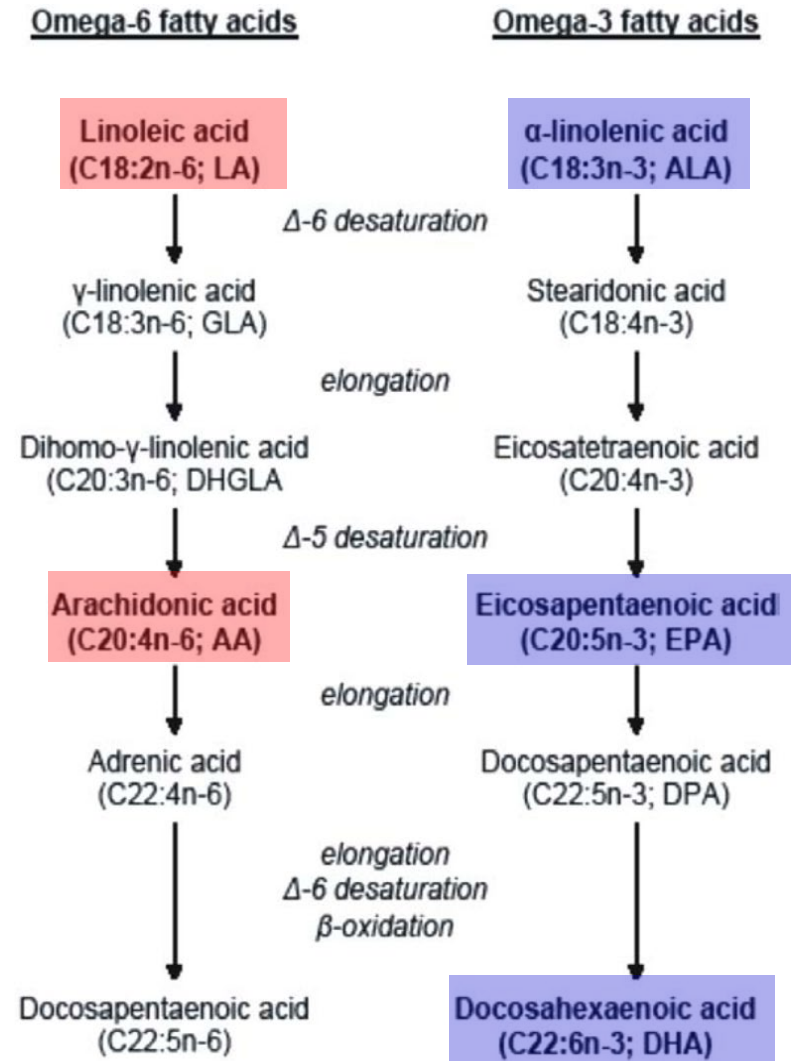 Omega-6 fatty acids
Omega-3 fatty acids
Linoleic acid
(C18:2n-6; LA)
α-linolenic acid
(C18:3n-3; ALA)
Δ-6 desaturation
γ-linolenic acid
(C18:3n-6; GLA)
Stearidonic acid
(C18:4n-3)
elongation
Dihomo-γ-linolenic acid
(C20:3n-6; DHGLA
Eicosatetraenoic acid
(C20:4n-3)
Δ-5 desaturation
Arachidonic acid
(C20:4n-6; AA)
Eicosapentaenoic acid
(C20:5n-3; EPA)
elongation
Adrenic acid
(C22:4n-6)
Docosapentaenoic acid
(C22:5n-3; DPA)
elongation
Δ-6 desaturation
β-oxidation
Docosapentaenoic acid
(C22:5n-6)
Docosahexaenoic acid
(C22:6n-3; DHA)